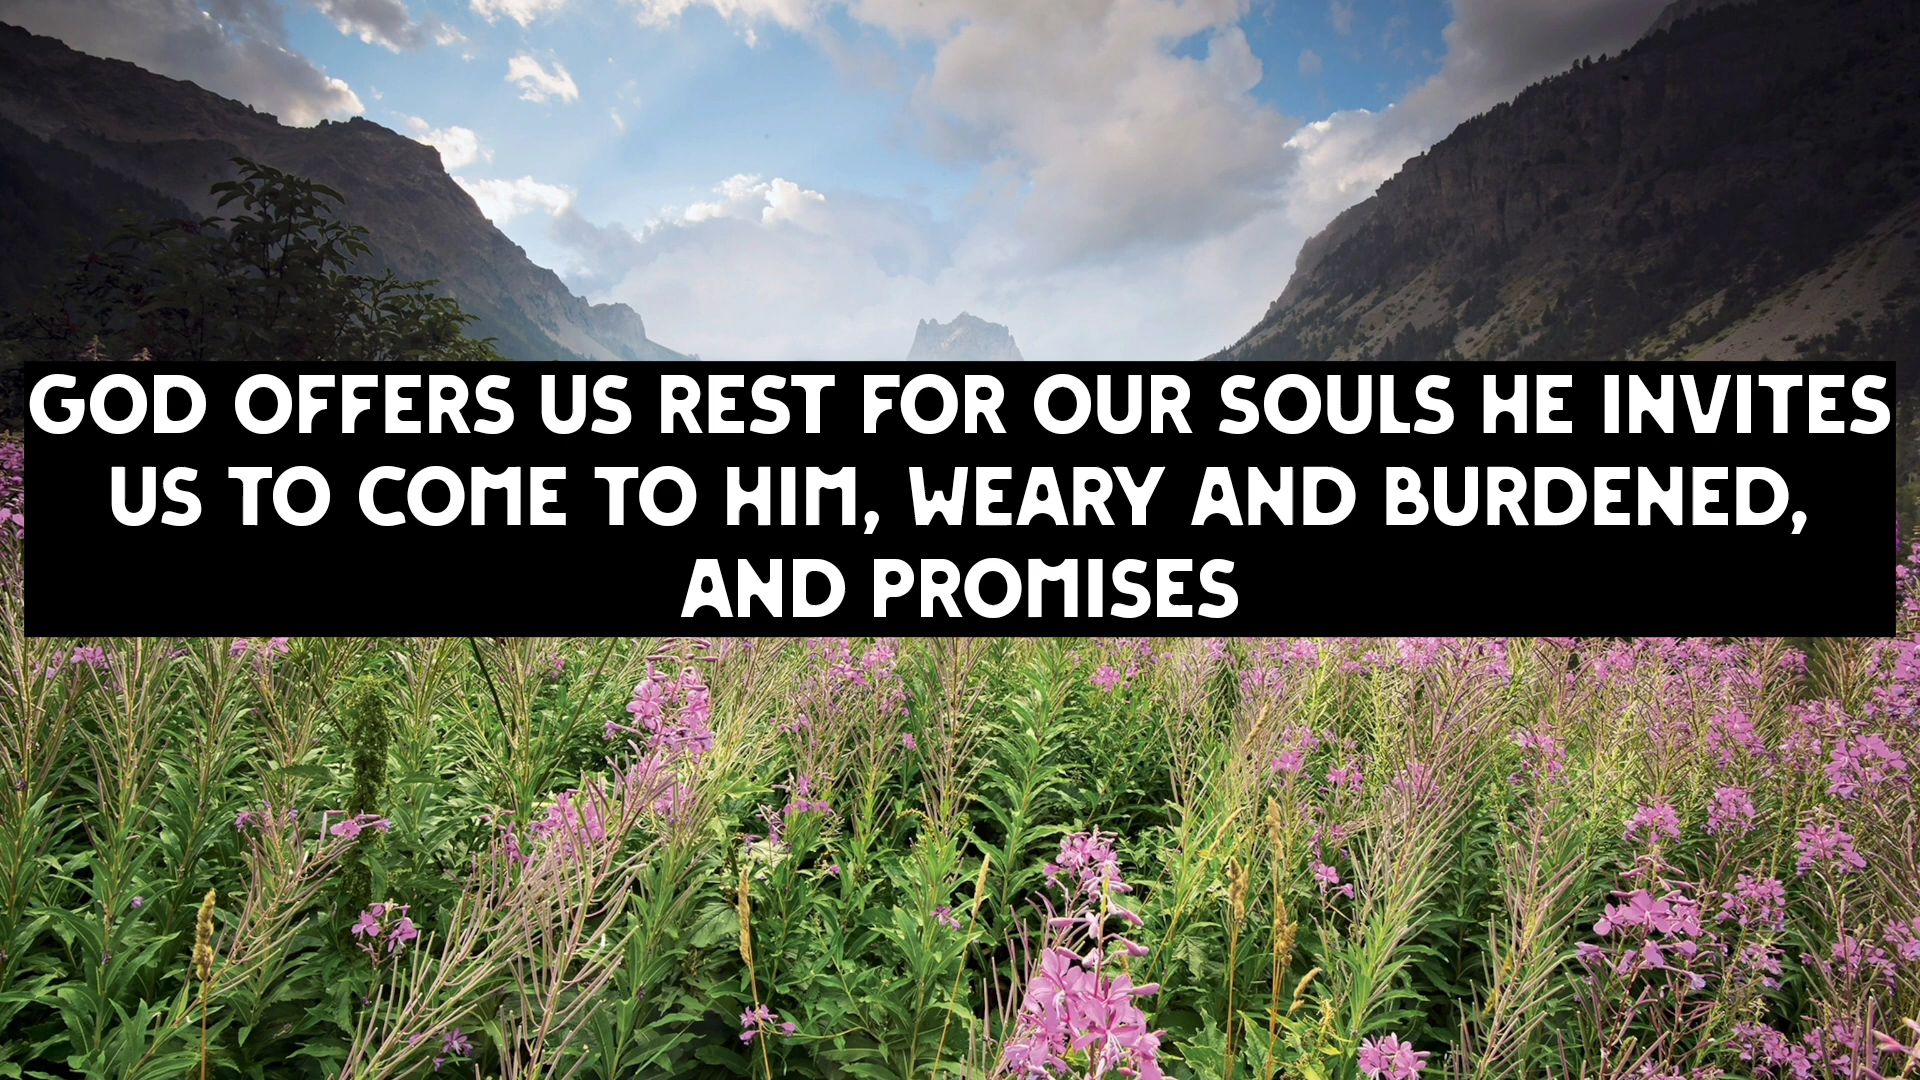 GOD OFFERS US REST FOR OUR SOULS HE INVITES
US TO COME TO HIM, WEARY AND BURDENED,
AND PROMISES